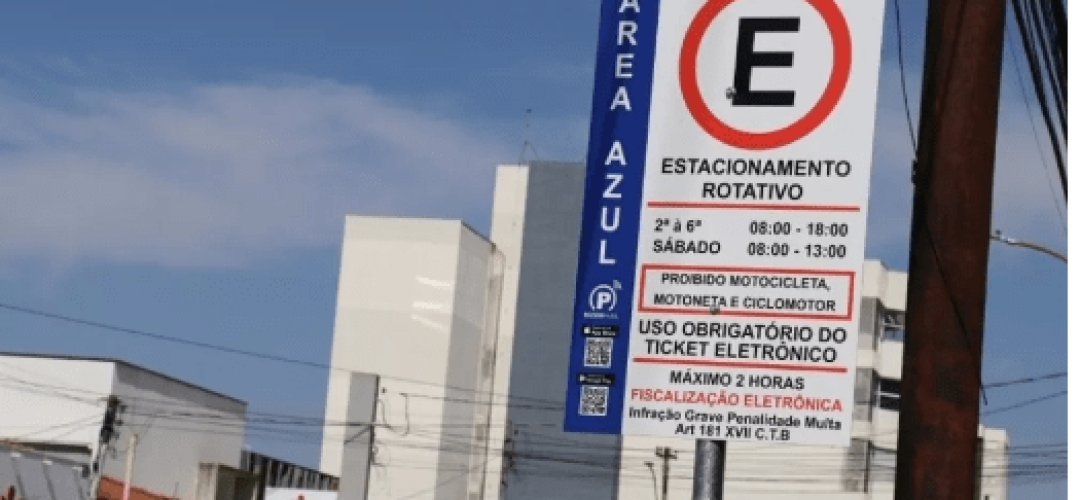 AREA AZUL
E
ESTACIONAMENTO
ROTATIVO
2ª à 6ª 08:00 - 18:00
SÁBADO 08:00 - 13:00
PROIBIDO MOTOCICLETA,
MOTONETA E CICLOMOTOR
USO OBRIGATÓRIO DO
TICKET ELETRÔNICO
MÁXIMO 2 HORAS
FISCALIZAÇÃO ELETRÔNICA
Infração Grave Penalidade Multa
Art 181 XVII C.T.B
P